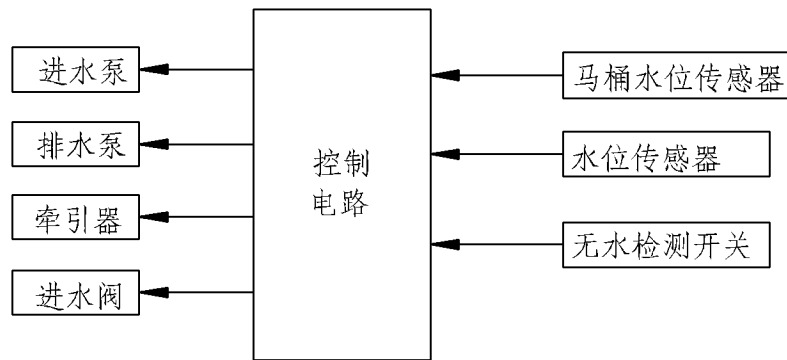 进水泵
排水泵
牵引器
进水阀
控制
电路
马桶水位传感器
水位传感器
无水检测开关